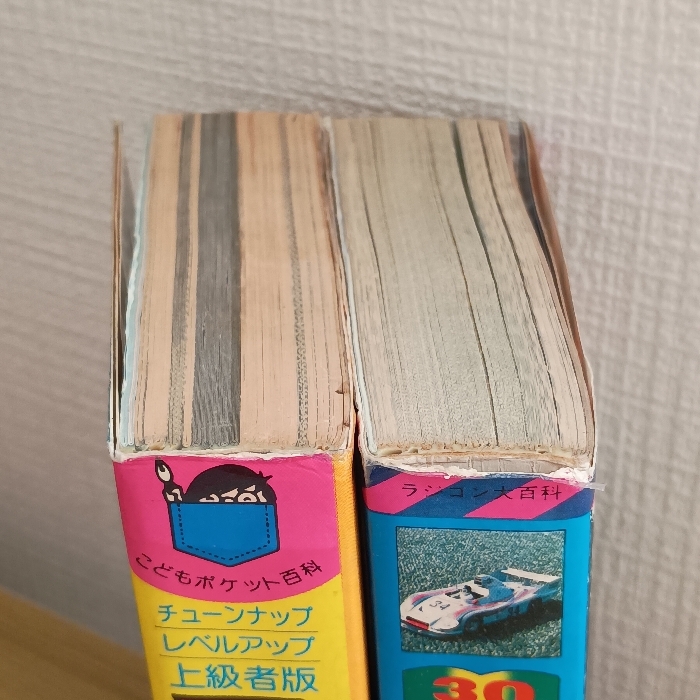 こどもポケット百科
チューンナップ
レベルアップ
上級者版
ラジコン大百科
34
30